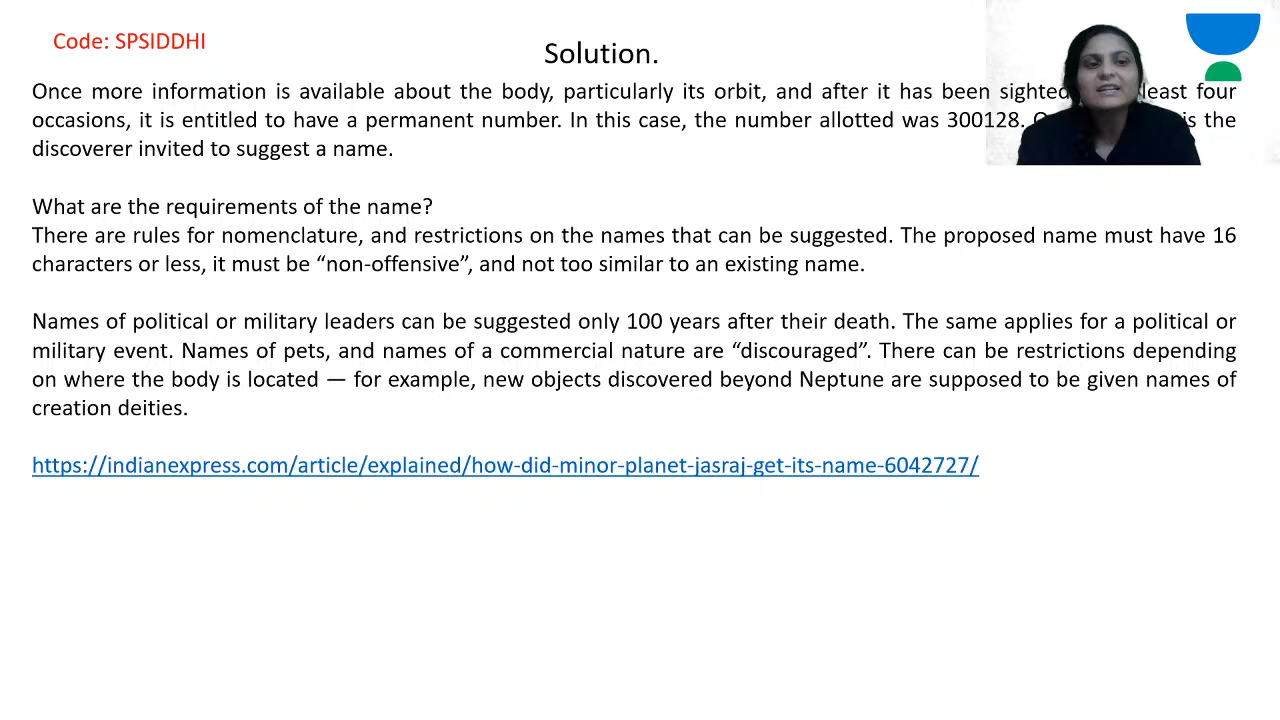 Code: SPSIDDHI
Solution.
Once more information is available about the body, particularly its orbit, and after it has been sighted least four
occasions, it is entitled to have a permanent number. In this case, the number allotted was 300128. is the
discoverer invited to suggest a name.
What are the requirements of the name?
There are rules for nomenclature, and restrictions on the names that can be suggested. The proposed name must have 16
characters or less, it must be “non-offensive”, and not too similar to an existing name.
Names of political or military leaders can be suggested only 100 years after their death. The same applies for a political or
military event. Names of pets, and names of a commercial nature are “discouraged”. There can be restrictions depending
on where the body is located — for example, new objects discovered beyond Neptune are supposed to be given names of
creation deities.
https://indianexpress.com/article/explained/how-did-minor-planet-jasraj-get-its-name-6042727/